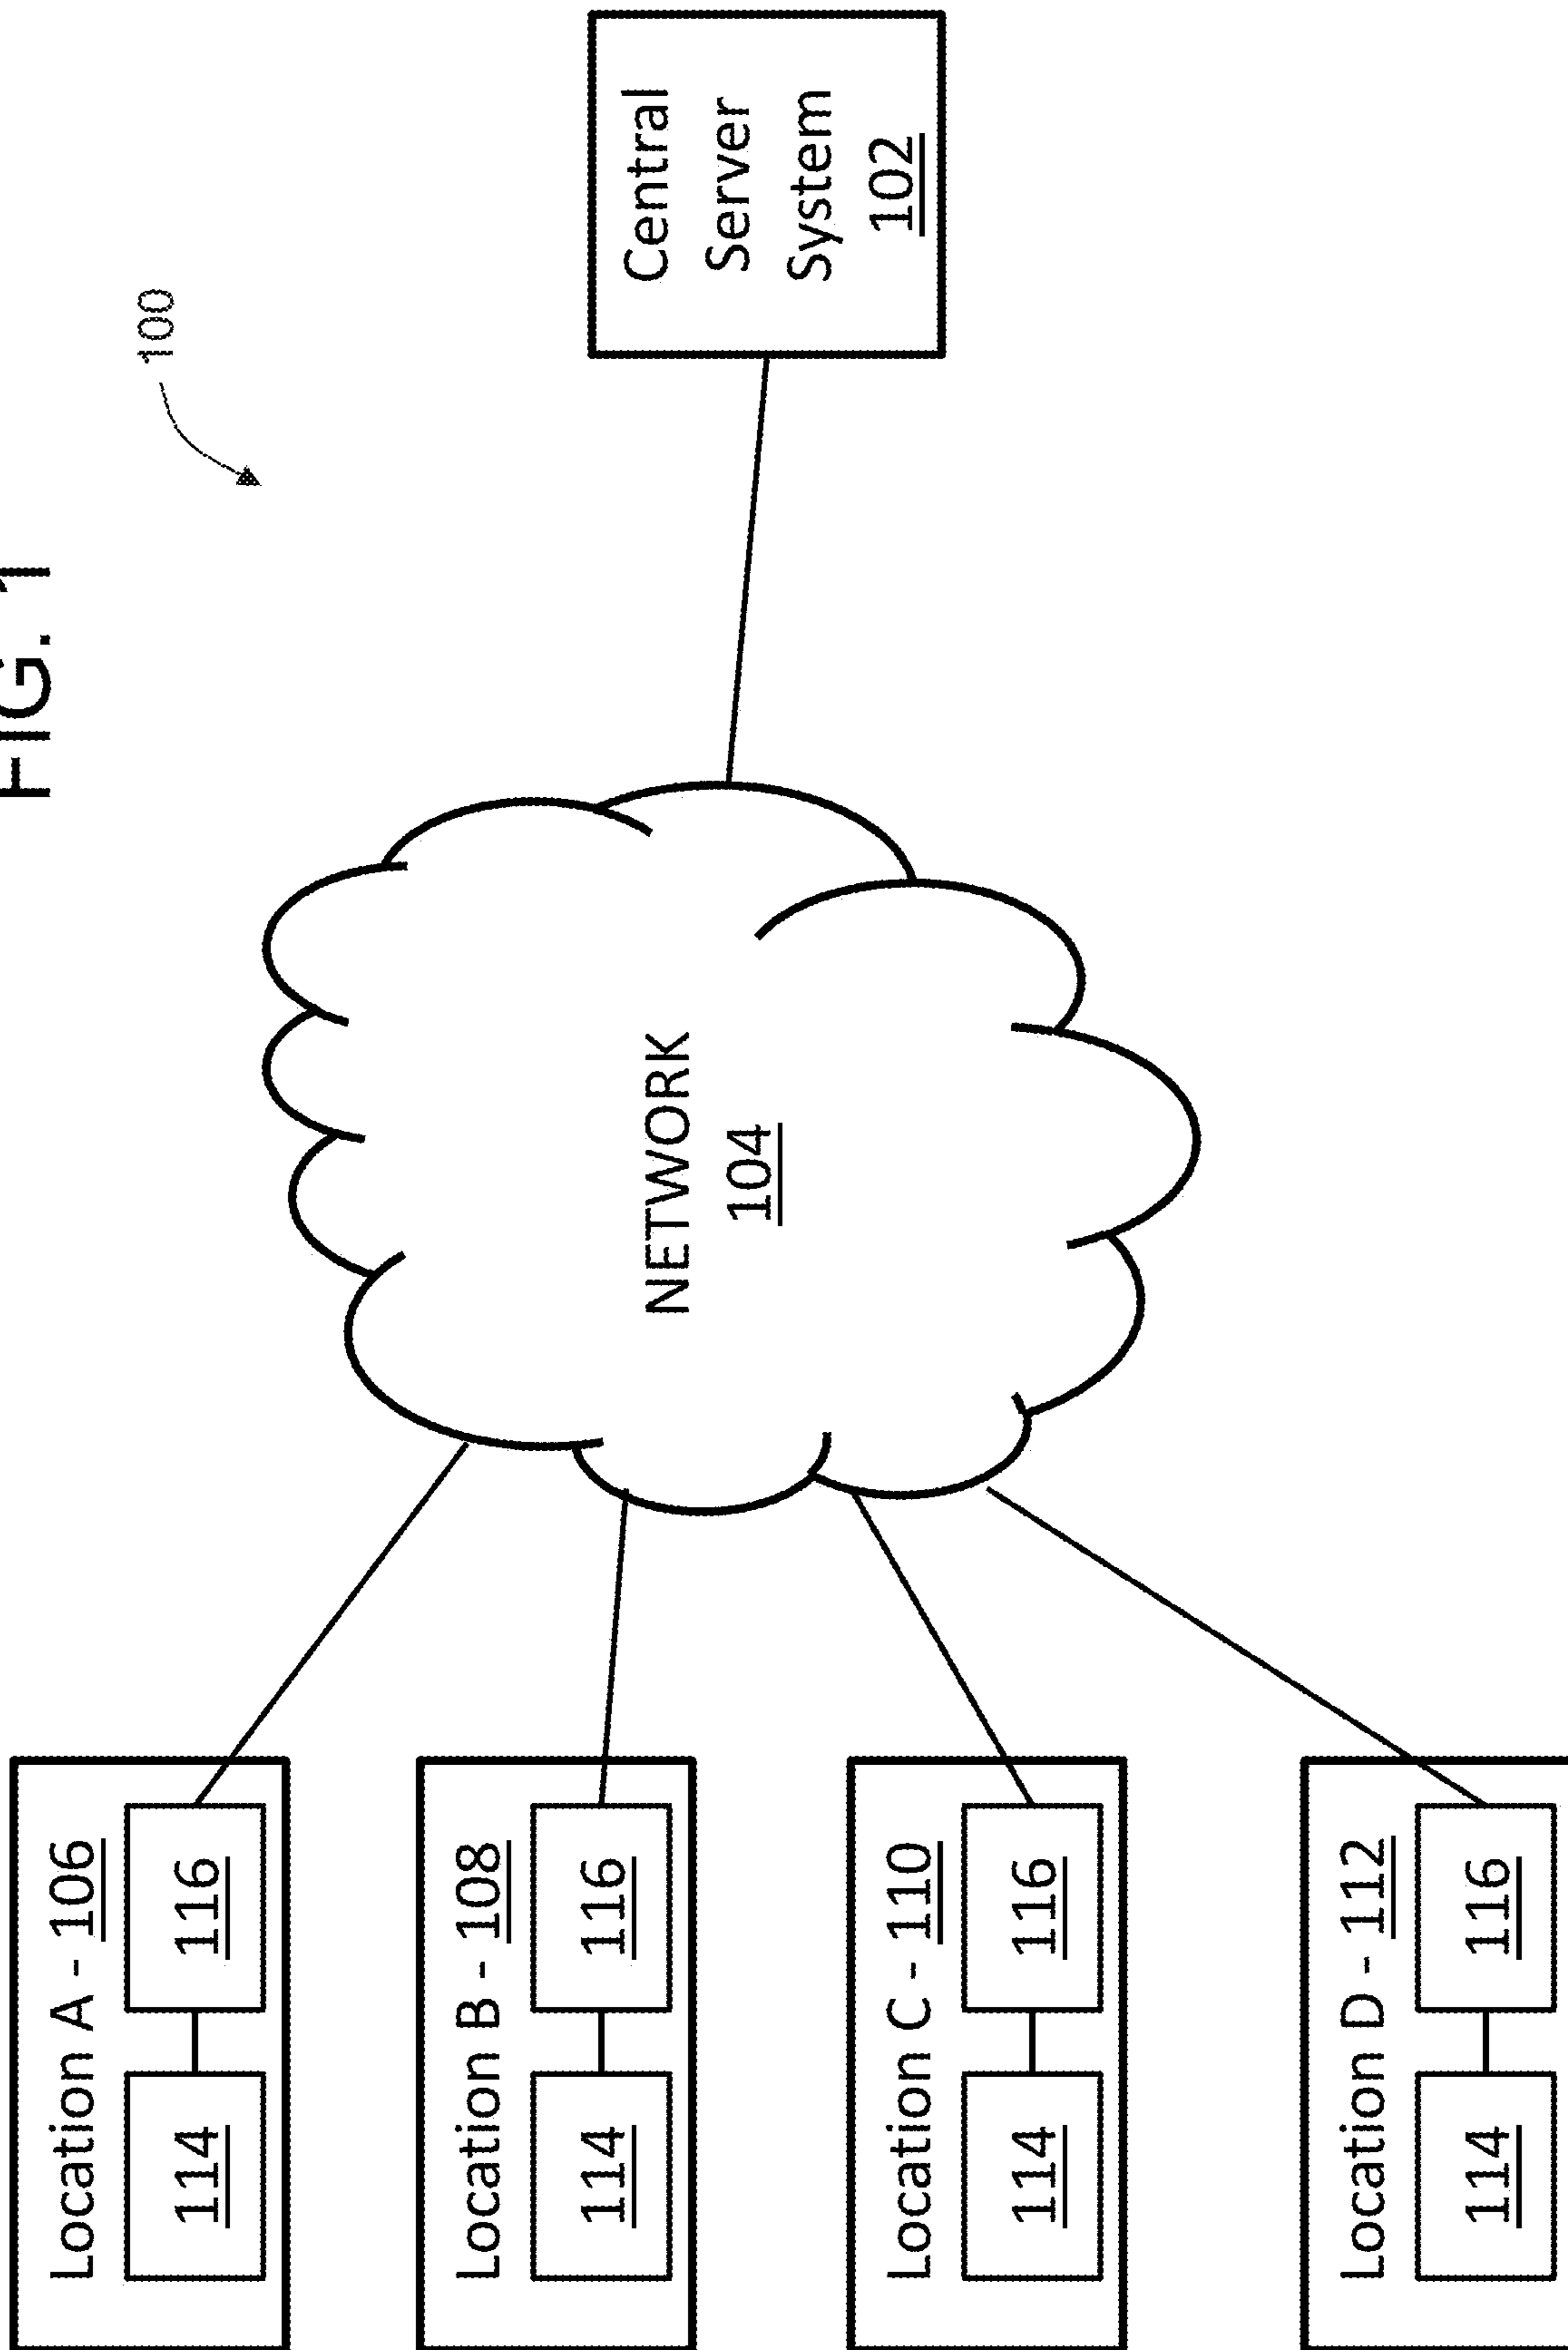 FIG. 1
100
Location A - 106
114
116
Location B - 108
114
116
Location C - 110
114
116
Location D - 112
114
116
NETWORK
104
Central
Server
System
102